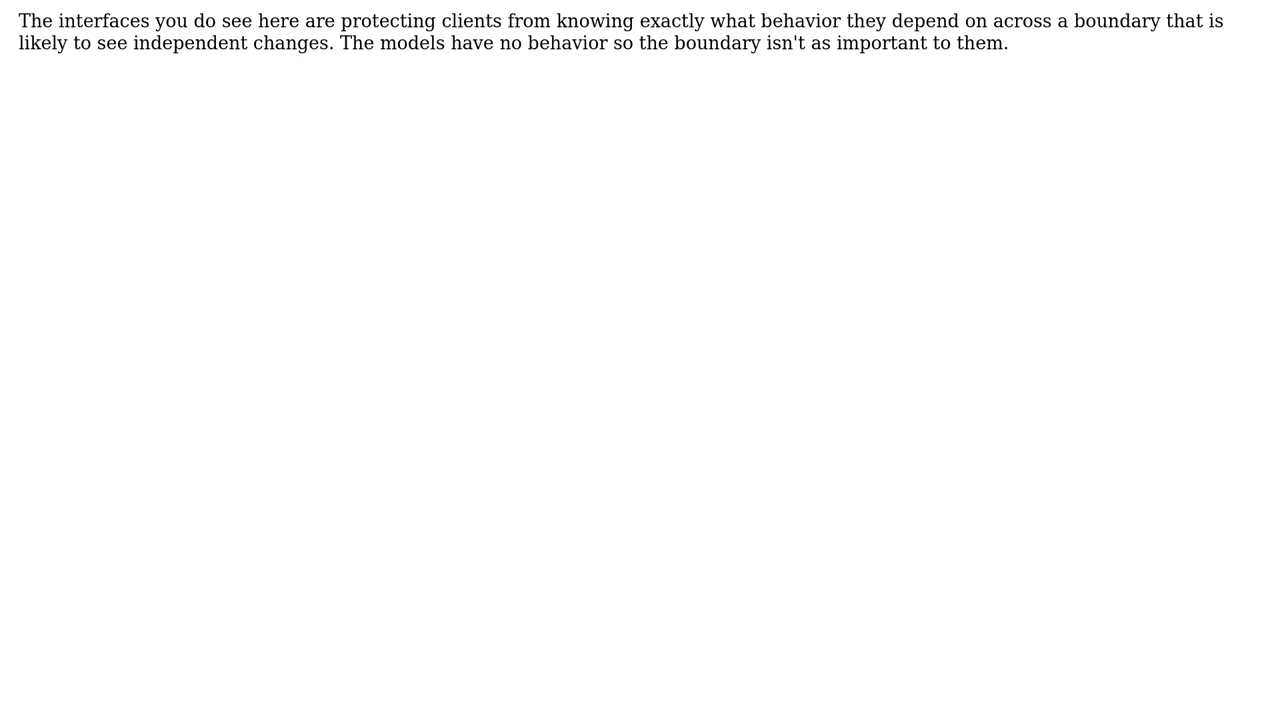 The interfaces you do see here are protecting clients from knowing exactly what behavior they depend on across a boundary that is
likely to see independent changes. The models have no behavior so the boundary isn't as important to them.